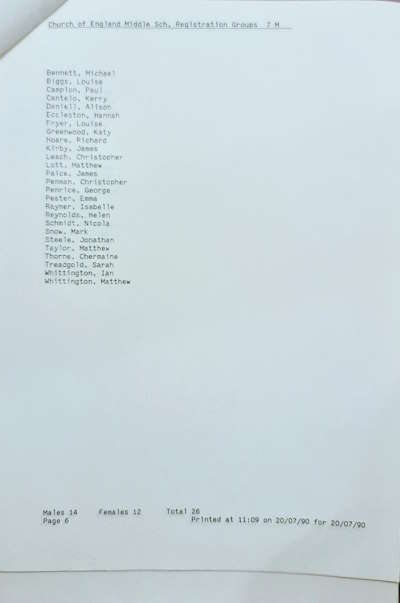 Church of England Middle Sch, Registration Groups 7 M
Bennett, Michael
Biggs, Louise
Campion, Paul
Cantelo, Kerry
Daniell, Alison
Eccleston, Hannah
Fryer, Louise
Greenwood, Katy
Hoare, Richard
Kirby, James
Leach, Christopher
Lott, Matthew
Paice, James
Penman, Christopher
Penrice, George
Pester, Emma
Raymer, Isabelle
Reynolds, Helen
Schmidt, Nicola
Snow, Mark
Steele, Jonathan
Taylor, Matthew
Thorne, Chermaine
Treadgold, Sarah
Whittington, Ian
Whittington, Matthew
Males 14 Females 12 Total 26
Page 6 Printed at 11:09 on 20/07/90 for 20/07/90